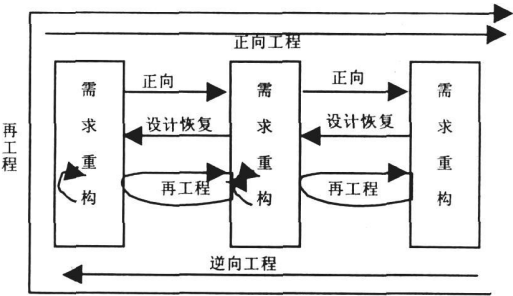 正向工程
再工程
需求重构
正向
设计恢复
再工程
需求重构
正向
设计恢复
再工程
需求重构
逆向工程